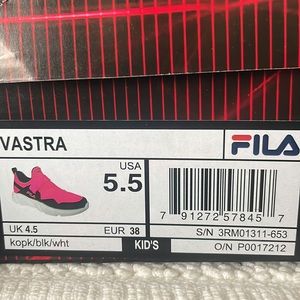 VASTRA
FILA
USA
5.5
UK 4.5
EUR 38
7 91272 57845 7
S/N 3RM01311-653
kopk/blk/wht
KID'S
O/N P0017212